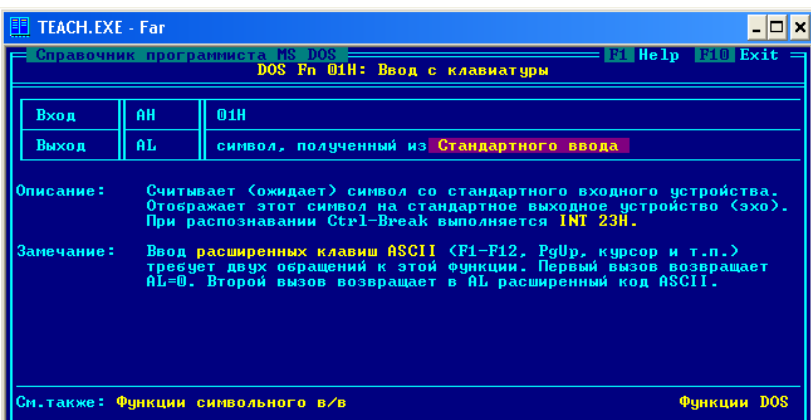 TEACH.EXE - Far
Справочник программиста MS DOS F1 Help F10 Exit
DOS Fn 01H: Ввод с клавиатуры
Вход AH 01H
Выход AL символ, полученный из Стандартного ввода
Описание: Считывает (ожидает) символ со стандартного входного устройства.
Отображает этот символ на стандартное выходное устройство (эхо).
При распознавании Ctrl-Break выполняется INT 23H.
Замечание: Ввод расширенных клавиш ASCII (F1-F12, PgUp, курсор и т.п.)
требует двух обращений к этой функции. Первый вызов возвращает
AL=0. Второй вызов возвращает в AL расширенный код ASCII.
См.также: Функции символьного в/в Функции DOS